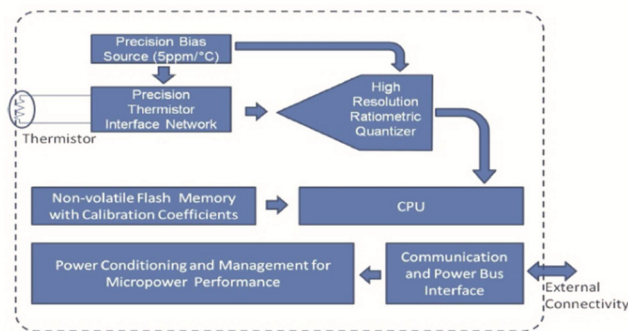 Precision Bias
Source (5ppm/°C)
Precision
Thermistor
Interface Network
High
Resolution
Ratiometric
Quantizer
Thermistor
Non-volatile Flash Memory
with Calibration Coefficients
CPU
Power Conditioning and Management for
Micropower Performance
Communication
and Power Bus
Interface
External
Connectivity